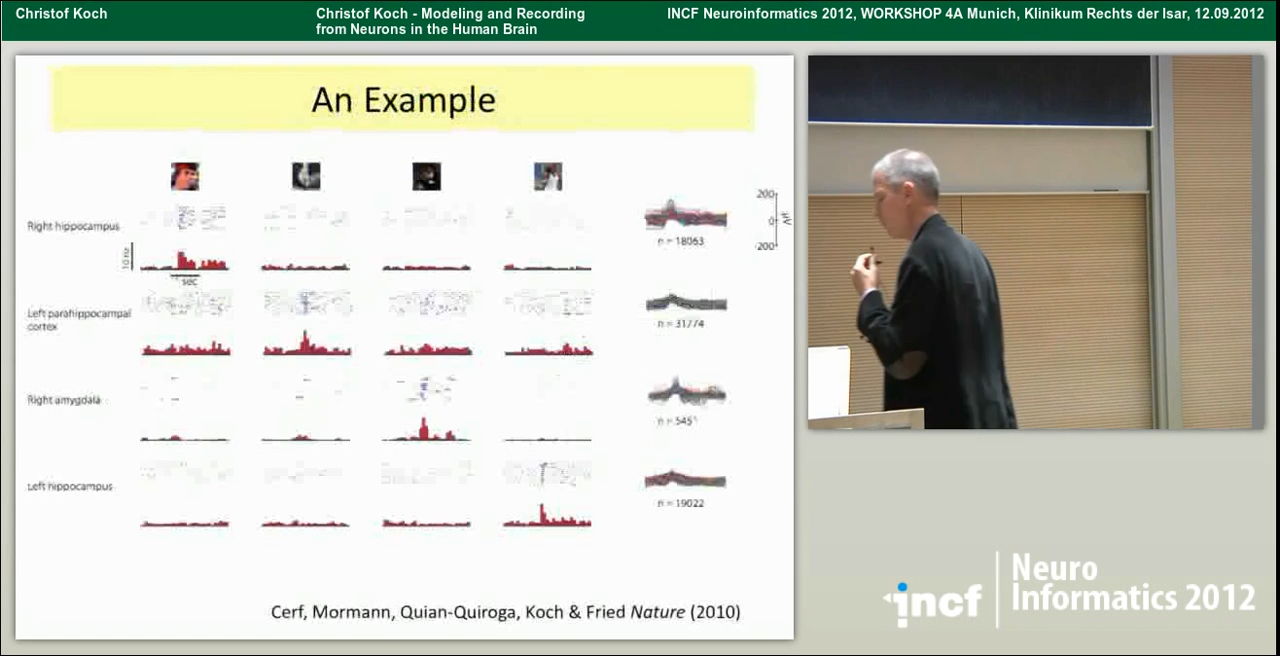 Christof Koch
Christof Koch - Modeling and Recording
from Neurons in the Human Brain
INCF Neuroinformatics 2012, WORKSHOP 4A Munich, Klinikum Rechts der Isar, 12.09.2012
An Example
Right hippocampus
10 Hz
sec
n = 18063
200
0
-200
μV
Left parahippocampal
cortex
n = 31774
Right amygdala
Left hippocampus
n = 19022
Cerf, Mormann, Quian-Quiroga, Koch & Fried Nature (2010)
incf
Neuro
Informatics 2012